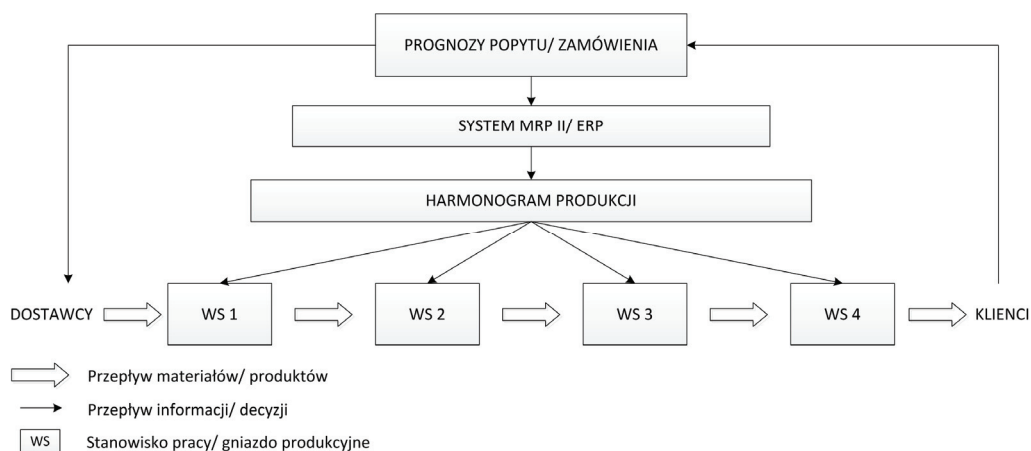 PROGNOZY POPYTU/ ZAMÓWIENIA
SYSTEM MRP II/ ERP
HARMONOGRAM PRODUKCJI
DOSTAWCY
WS 1
WS 2
WS 3
WS 4
KLIENCI
Przepływ materiałów/ produktów
Przepływ informacji/ decyzji
WS
Stanowisko pracy/ gniazdo produkcyjne